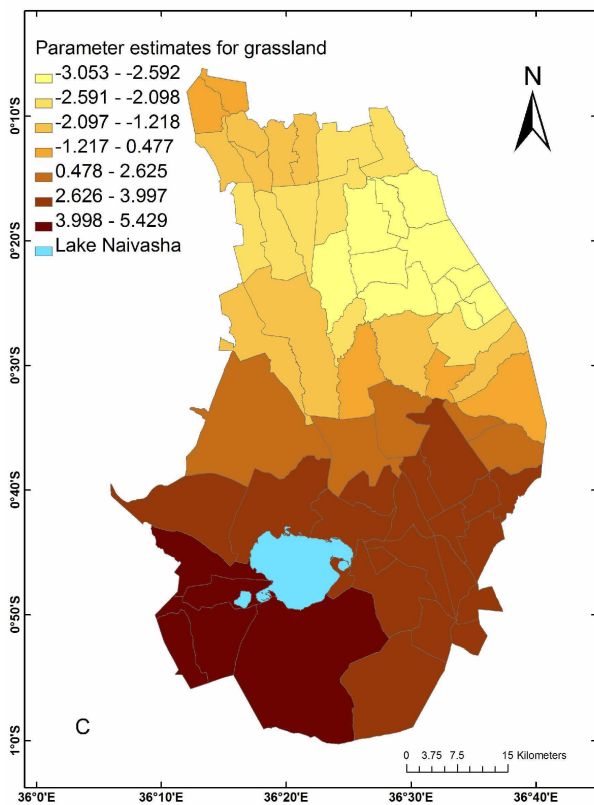 Parameter estimates for grassland
-3.053 - -2.592
-2.591 - -2.098
-2.097 - -1.218
-1.217 - 0.477
0.478 - 2.625
2.626 - 3.997
3.998 - 5.429
Lake Naivasha
N
0°10'S
0°20'S
0°30'S
0°40'S
0°50'S
1°0'S
C
0 3.75 7.5 15 Kilometers
36°0'E 36°10'E 36°20'E 36°30'E 36°40'E